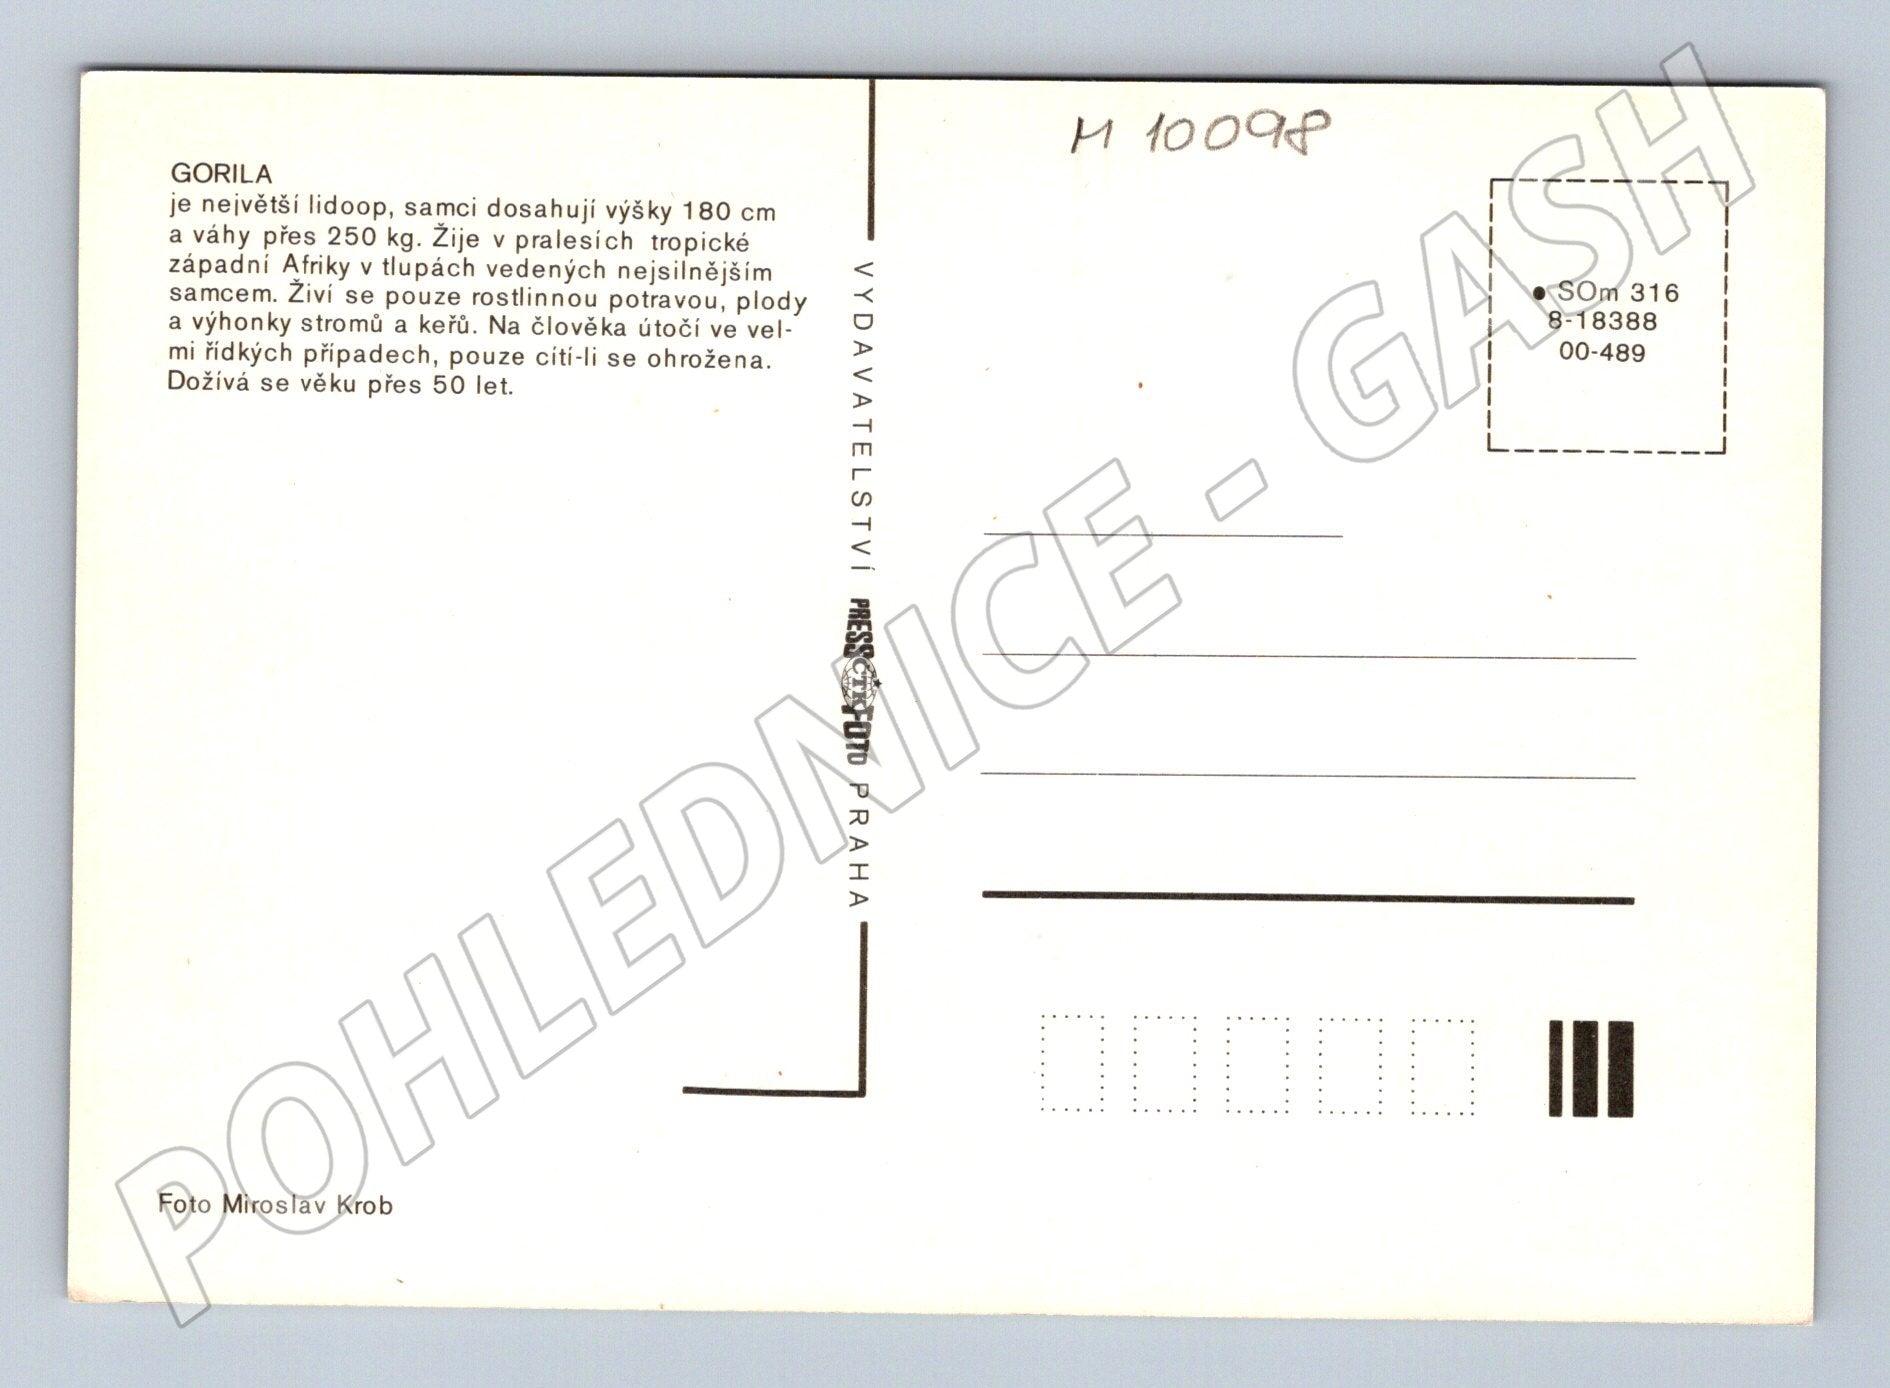 GORILA
je největší lidoop, samci dosahují výšky 180 cm
a váhy přes 250 kg. Žije v pralesích tropické
západní Afriky v tlupách vedených nejsilnějším
samcem. Živí se pouze rostlinnou potravou, plody
a výhonky stromů a keřů. Na člověka útočí ve vel-
mi řídkých případech, pouze cítí-li se ohrožena.
Dožívá se věku přes 50 let.
Foto Miroslav Krob
VYDAVATELSTVÍ PRESSFOTO PRAHA
ČTK
M 10098
● SOm 316
8-18388
00-489
POHLEDNICE - GASH